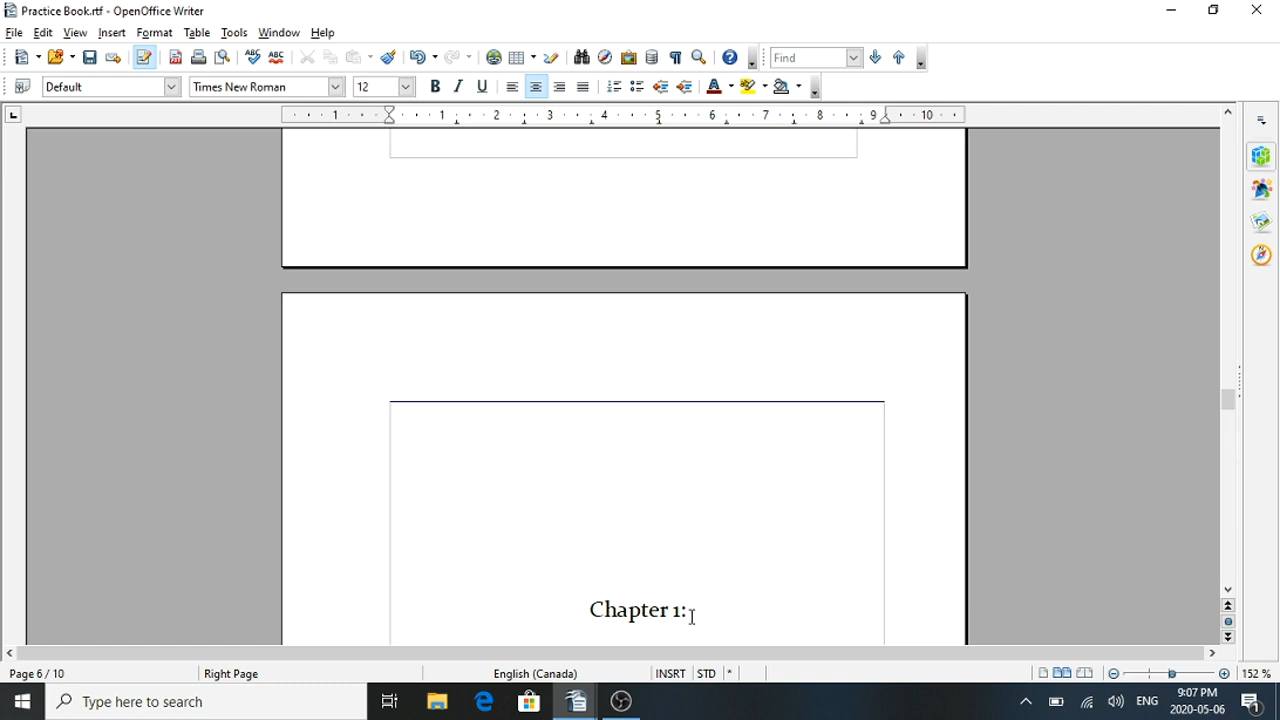 Practice Book.rtf - OpenOffice Writer
File Edit View Insert Format Table Tools Window Help
Find
Default Times New Roman 12
1 1 2 3 4 5 6 7 8 9 10
Chapter 1:
Page 6 / 10 Right Page English (Canada) INSRT STD * 152 %
Type here to search ENG 9:07 PM
2020-05-06 1